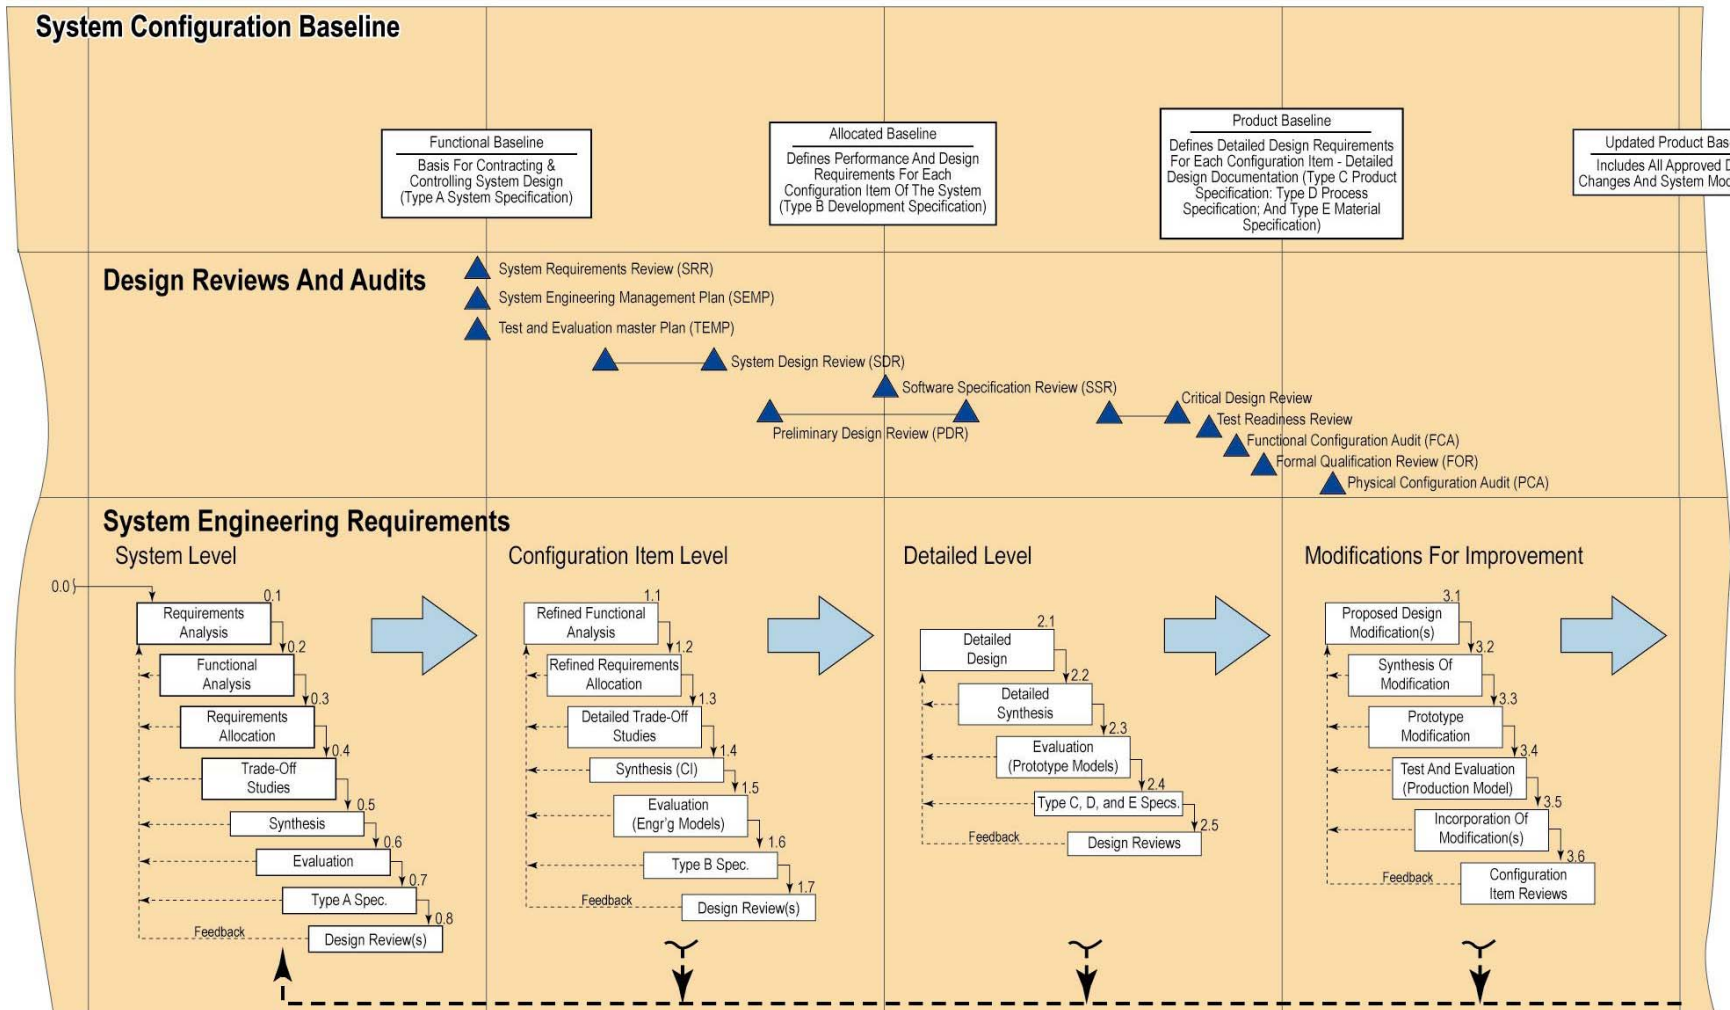 System Configuration Baseline
Functional Baseline
Basis For Contracting &
Controlling System Design
(Type A System Specification)
Allocated Baseline
Defines Performance And Design
Requirements For Each
Configuration Item Of The System
(Type B Development Specification)
Product Baseline
Defines Detailed Design Requirements
For Each Configuration Item - Detailed
Design Documentation (Type C Product
Specification: Type D Process
Specification; And Type E Material
Specification)
Updated Product Bas
Includes All Approved D
Changes And System Mod
Design Reviews And Audits
System Requirements Review (SRR)
System Engineering Management Plan (SEMP)
Test and Evaluation master Plan (TEMP)
System Design Review (SDR)
Software Specification Review (SSR)
Preliminary Design Review (PDR)
Critical Design Review
Test Readiness Review
Functional Configuration Audit (FCA)
Formal Qualification Review (FOR)
Physical Configuration Audit (PCA)
System Engineering Requirements
System Level
0.0
0.1
Requirements
Analysis
0.2
Functional
Analysis
0.3
Requirements
Allocation
0.4
Trade-Off
Studies
0.5
Synthesis
0.6
Evaluation
0.7
Type A Spec.
0.8
Feedback
Design Review(s)
Configuration Item Level
1.1
Refined Functional
Analysis
1.2
Refined Requirements
Allocation
1.3
Detailed Trade-Off
Studies
1.4
Synthesis (CI)
1.5
Evaluation
(Engr'g Models)
1.6
Type B Spec.
1.7
Feedback
Design Review(s)
Detailed Level
2.1
Detailed
Design
2.2
Detailed
Synthesis
2.3
Evaluation
(Prototype Models)
2.4
Type C, D, and E Specs.
2.5
Feedback
Design Reviews
Modifications For Improvement
3.1
Proposed Design
Modification(s)
3.2
Synthesis Of
Modification
3.3
Prototype
Modification
3.4
Test And Evaluation
(Production Model)
3.5
Incorporation Of
Modification(s)
3.6
Feedback
Configuration
Item Reviews